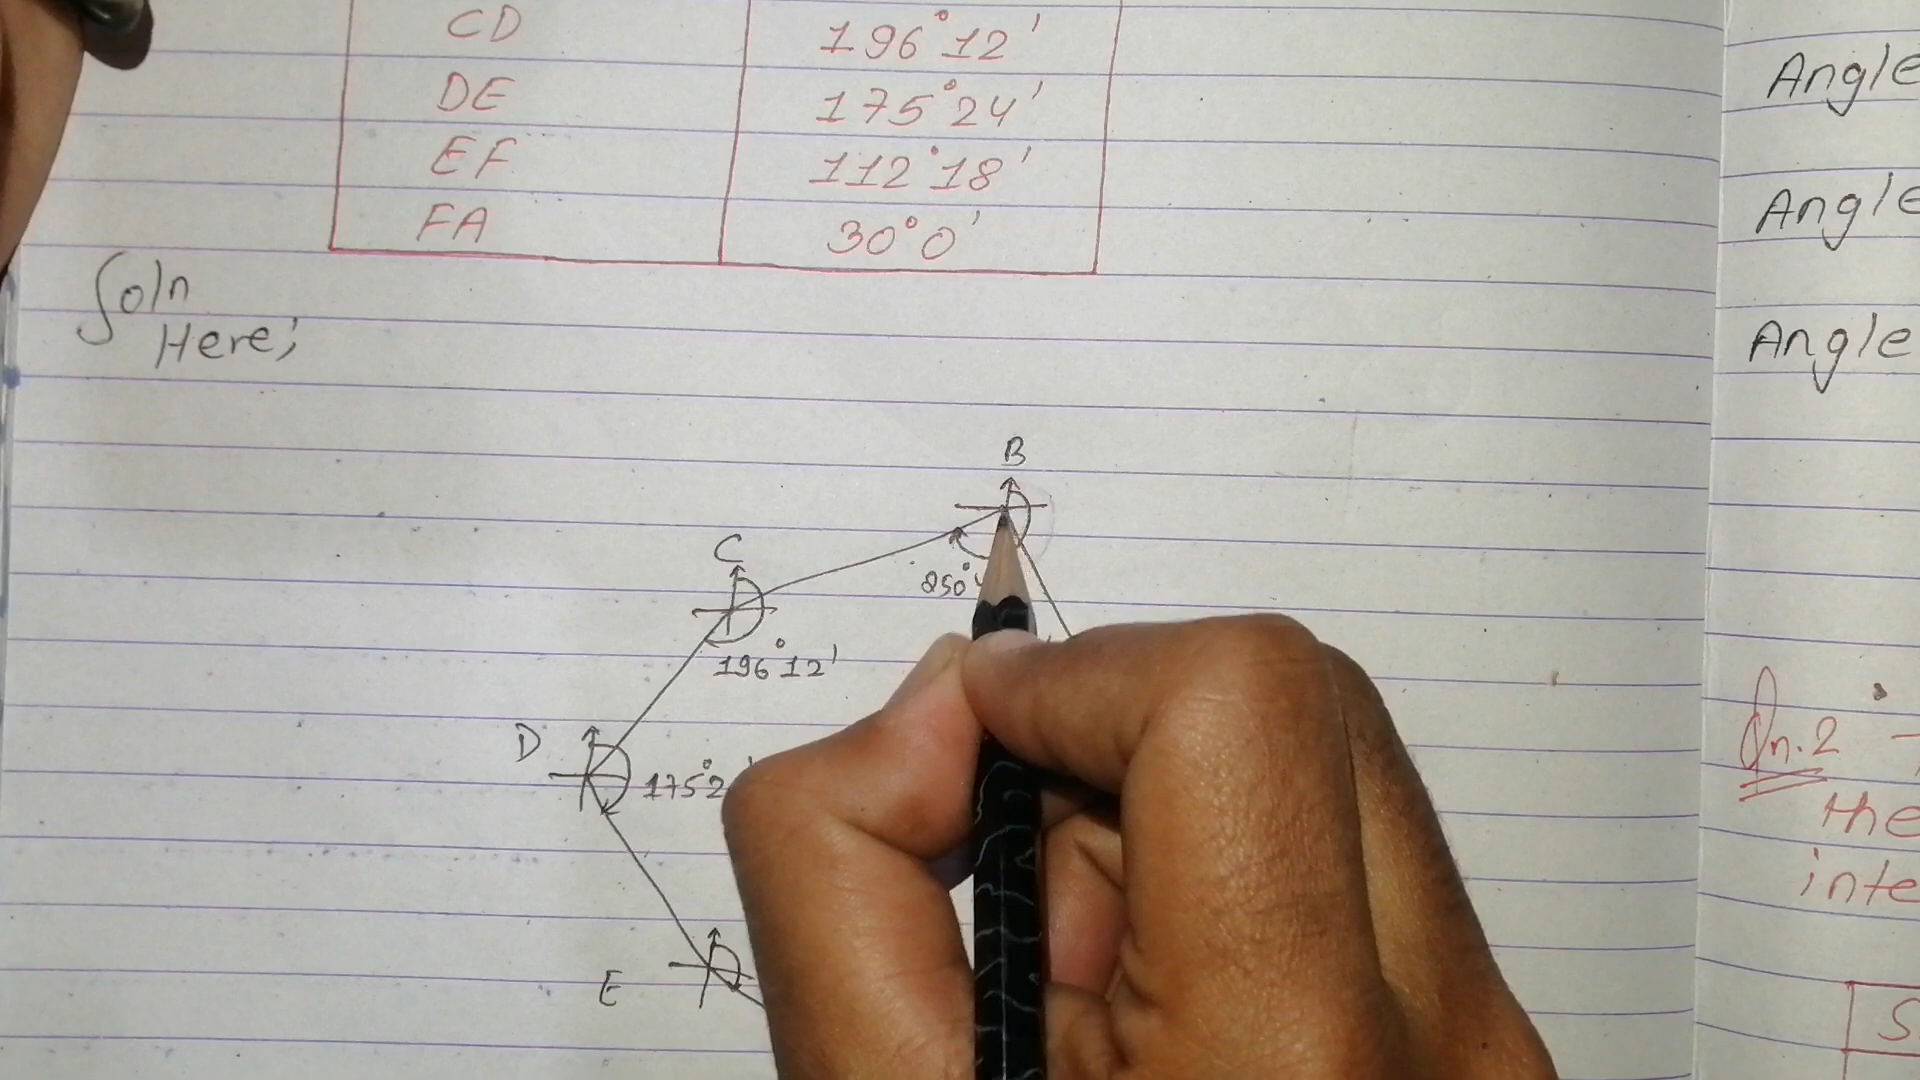 CD 196°12'
DE 175°24'
EF 112°18'
FA 30°0'
Soln
Here;
B
C
250°
196°12'
D
175°2
E
Angle
Angle
Angle
Qn.2
the
inte
S